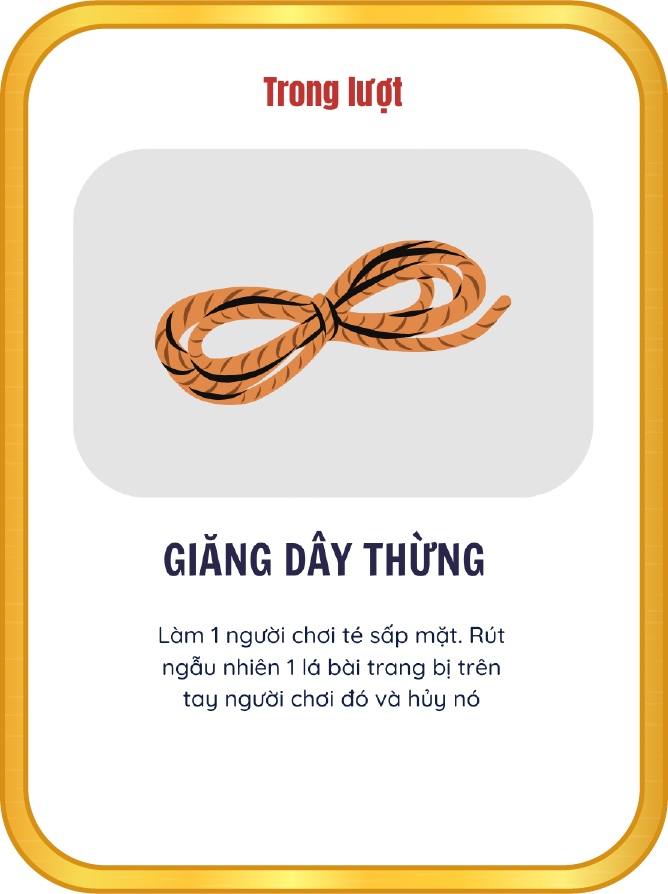 Trong lượt
GIĂNG DÂY THỪNG
Làm 1 người chơi té sấp mặt. Rút
ngẫu nhiên 1 lá bài trang bị trên
tay người chơi đó và hủy nó